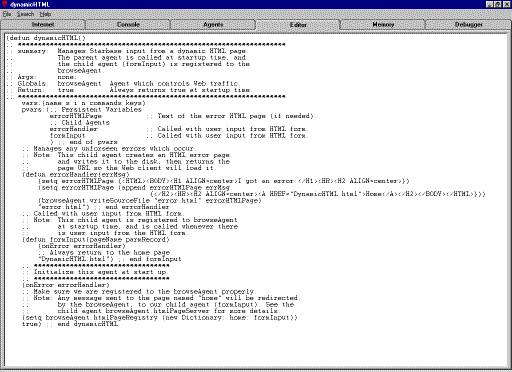 dynamicHTML
File Search Help
Internet Console Agents Editor Memory Debugger
(defun dynamicHTML()
;; *******************************************************************
;; summary: Manages Starbase input from a dynamic HTML page.
;; The parent agent is called at startup time, and
;; the child agent (formInput) is registered to the
;; browseAgent.
;; Args: none.
;; Globals: browseAgent Agent which controls Web traffic.
;; Return: true Always returns true at startup time.
;; *******************************************************************
vars:(name s i n commands keys)
pvars:(;; Persistent Variables
errorHTMLPage ;; Text of the error HTML page (if needed).
;; Child Agents
errorHandler ;; Called with user input from HTML form.
formInput ;; Called with user input from HTML form.
) ;; end of pvars
;; Manages any unforseen errors which occur.
;; Note: This child agent creates an HTML error page
;; and writes it to the disk, then returns the
;; page URL so the Web client will load it.
(defun errorHandler(errMsg)
(setq errorHTMLPage {<HTML><BODY><H1 ALIGN=center>I got an error:</H1><HR><H2 ALIGN=center>})
(setq errorHTMLPage (append errorHTMLPage errMsg
{</H2><HR><H2 ALIGN=center><A HREF="DynamicHTML.html">Home</A></H2></BODY></HTML>}))
(browseAgent.writeSourceFile "error.html" errorHTMLPage)
"error.html") ;; end errorHandler
;; Called with user input from HTML form.
;; Note: This child agent is registered to browseAgent
;; at startup time, and is called whenever there
;; is user input from the HTML form.
(defun formInput(pageName parmRecord)
(onError errorHandler)
;; Always return to the home page
"DynamicHTML.html") ;; end formInput
;; **********************************
;; Initialize this agent at start up.
;; **********************************
(onError errorHandler)
;; Make sure we are registered to the browseAgent properly.
;; Note: Any message sent to the page named "home" will be redirected,
;; by the browseAgent, to our child agent (formInput). See the
;; child agent browseAgent.htmlPageServer for more details.
(setq browseAgent.htmlPageRegistry (new Dictionary: home: formInput))
true) ;; end dynamicHTML